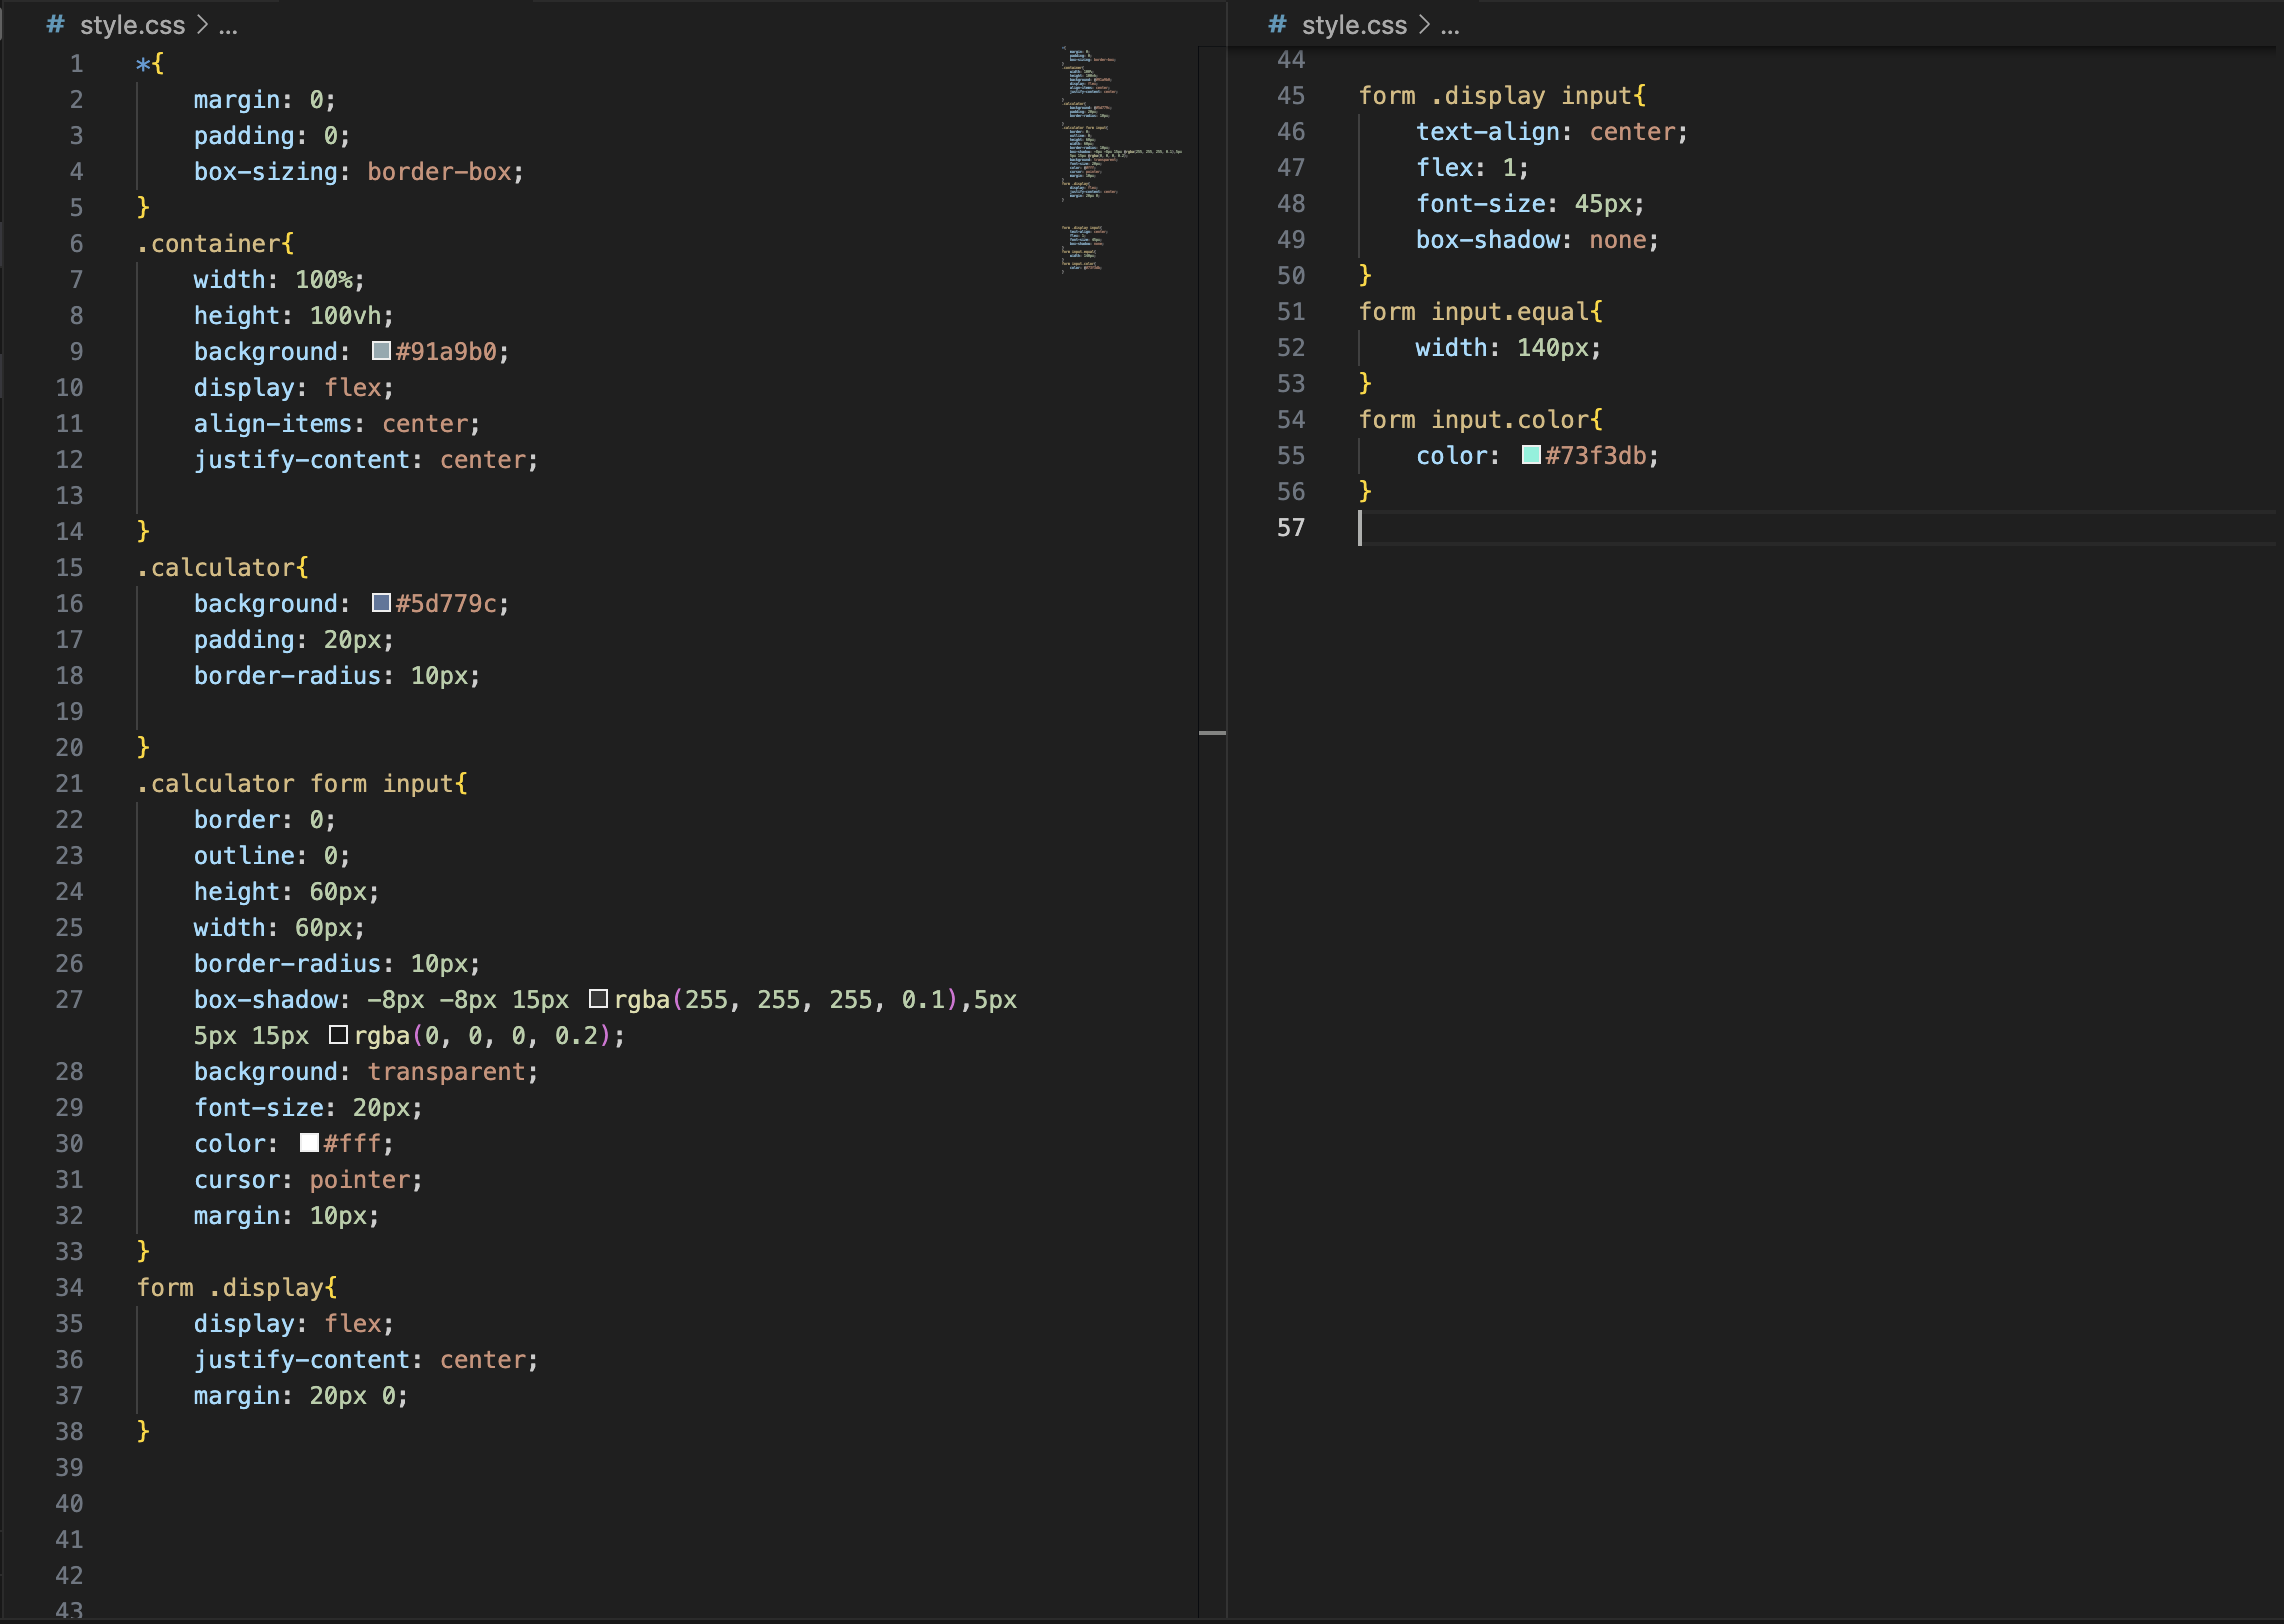 # style.css > ...
1 *{
2     margin: 0;
3     padding: 0;
4     box-sizing: border-box;
5 }
6 .container{
7     width: 100%;
8     height: 100vh;
9     background: #91a9b0;
10     display: flex;
11     align-items: center;
12     justify-content: center;
13
14 }
15 .calculator{
16     background: #5d779c;
17     padding: 20px;
18     border-radius: 10px;
19
20 }
21 .calculator form input{
22     border: 0;
23     outline: 0;
24     height: 60px;
25     width: 60px;
26     border-radius: 10px;
27     box-shadow: -8px -8px 15px rgba(255, 255, 255, 0.1),5px
    5px 15px rgba(0, 0, 0, 0.2);
28     background: transparent;
29     font-size: 20px;
30     color: #fff;
31     cursor: pointer;
32     margin: 10px;
33 }
34 form .display{
35     display: flex;
36     justify-content: center;
37     margin: 20px 0;
38 }
39
40
41
42
43
# style.css > ...
44
45 form .display input{
46     text-align: center;
47     flex: 1;
48     font-size: 45px;
49     box-shadow: none;
50 }
51 form input.equal{
52     width: 140px;
53 }
54 form input.color{
55     color: #73f3db;
56 }
57